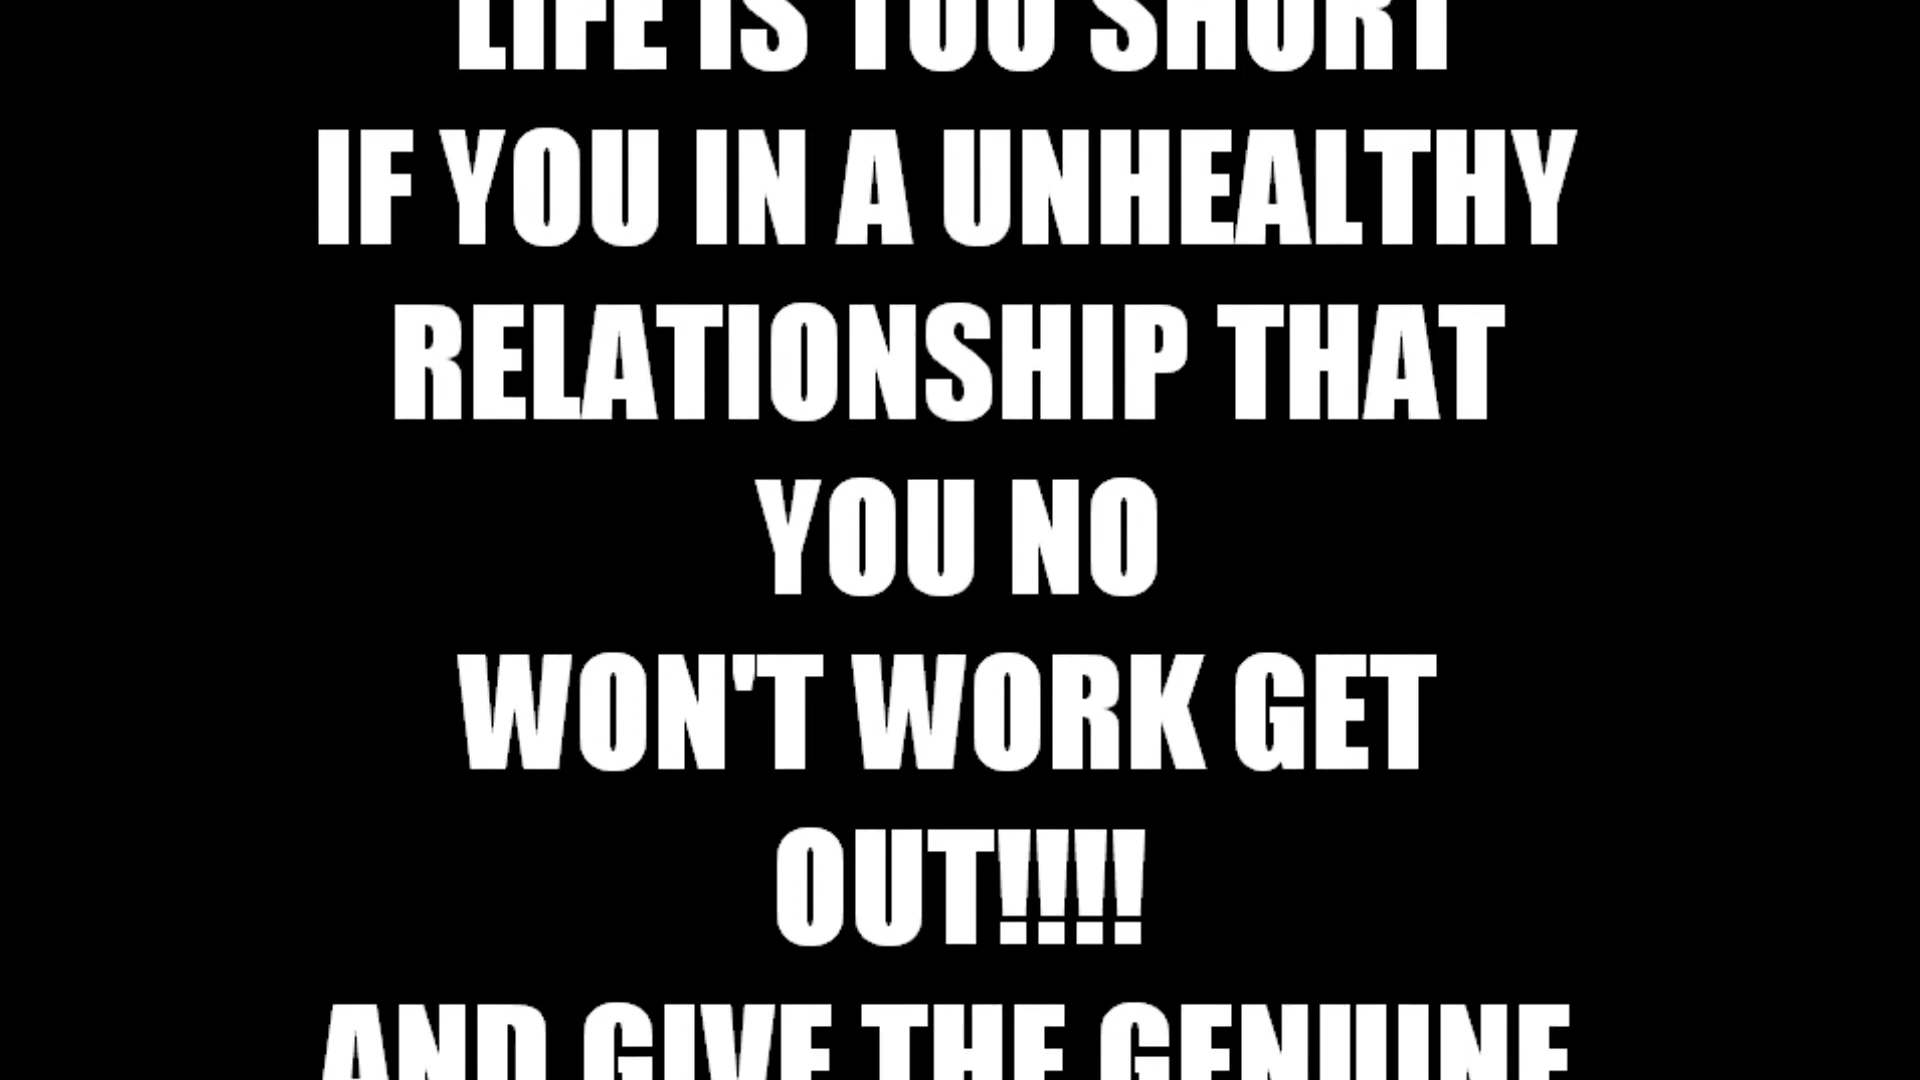 LIFE IS TOO SHORT
IF YOU IN A UNHEALTHY
RELATIONSHIP THAT
YOU NO
WON'T WORK GET
OUT!!!!
AND GIVE THE GENUINE